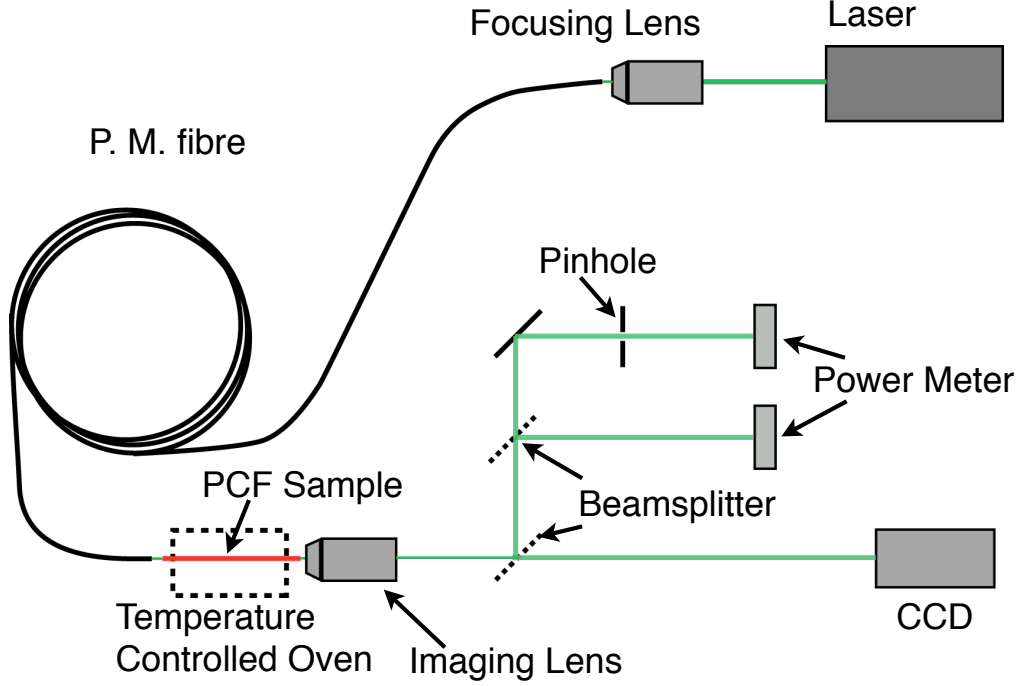 Laser
Focusing Lens
P. M. fibre
Pinhole
Power Meter
PCF Sample
Beamsplitter
Temperature
Controlled Oven
Imaging Lens
CCD